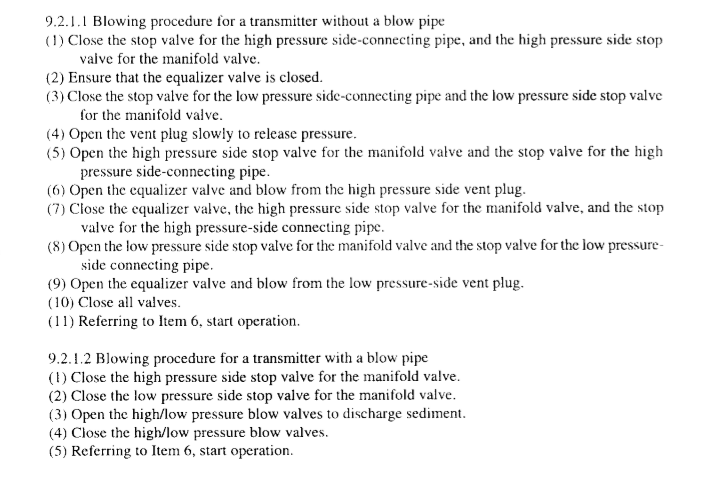 9.2.1.1 Blowing procedure for a transmitter without a blow pipe
(1) Close the stop valve for the high pressure side-connecting pipe, and the high pressure side stop
valve for the manifold valve.
(2) Ensure that the equalizer valve is closed.
(3) Close the stop valve for the low pressure side-connecting pipe and the low pressure side stop valve
for the manifold valve.
(4) Open the vent plug slowly to release pressure.
(5) Open the high pressure side stop valve for the manifold valve and the stop valve for the high
pressure side-connecting pipe.
(6) Open the equalizer valve and blow from the high pressure side vent plug.
(7) Close the equalizer valve, the high pressure side stop valve for the manifold valve, and the stop
valve for the high pressure-side connecting pipe.
(8) Open the low pressure side stop valve for the manifold valve and the stop valve for the low pressure-
side connecting pipe.
(9) Open the equalizer valve and blow from the low pressure-side vent plug.
(10) Close all valves.
(11) Referring to Item 6, start operation.
9.2.1.2 Blowing procedure for a transmitter with a blow pipe
(1) Close the high pressure side stop valve for the manifold valve.
(2) Close the low pressure side stop valve for the manifold valve.
(3) Open the high/low pressure blow valves to discharge sediment.
(4) Close the high/low pressure blow valves.
(5) Referring to Item 6, start operation.